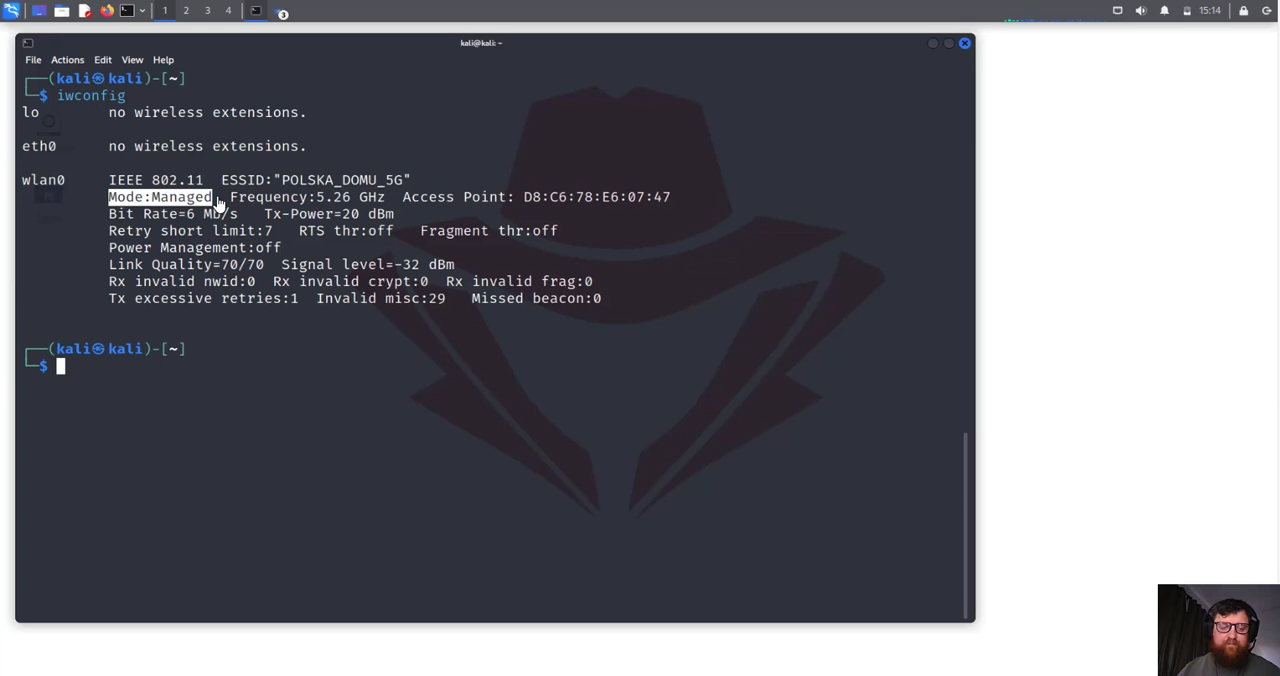 1 2 3 4
3
15:14
kali@kali: ~
File Actions Edit View Help
┌──(kali㉿kali)-[~]
└─$ iwconfig
lo no wireless extensions.
eth0 no wireless extensions.
wlan0 IEEE 802.11 ESSID:"POLSKA_DOMU_5G"
Mode:Managed Frequency:5.26 GHz Access Point: D8:C6:78:E6:07:47
Bit Rate=6 Mb/s Tx-Power=20 dBm
Retry short limit:7 RTS thr:off Fragment thr:off
Power Management:off
Link Quality=70/70 Signal level=-32 dBm
Rx invalid nwid:0 Rx invalid crypt:0 Rx invalid frag:0
Tx excessive retries:1 Invalid misc:29 Missed beacon:0
┌──(kali㉿kali)-[~]
└─$